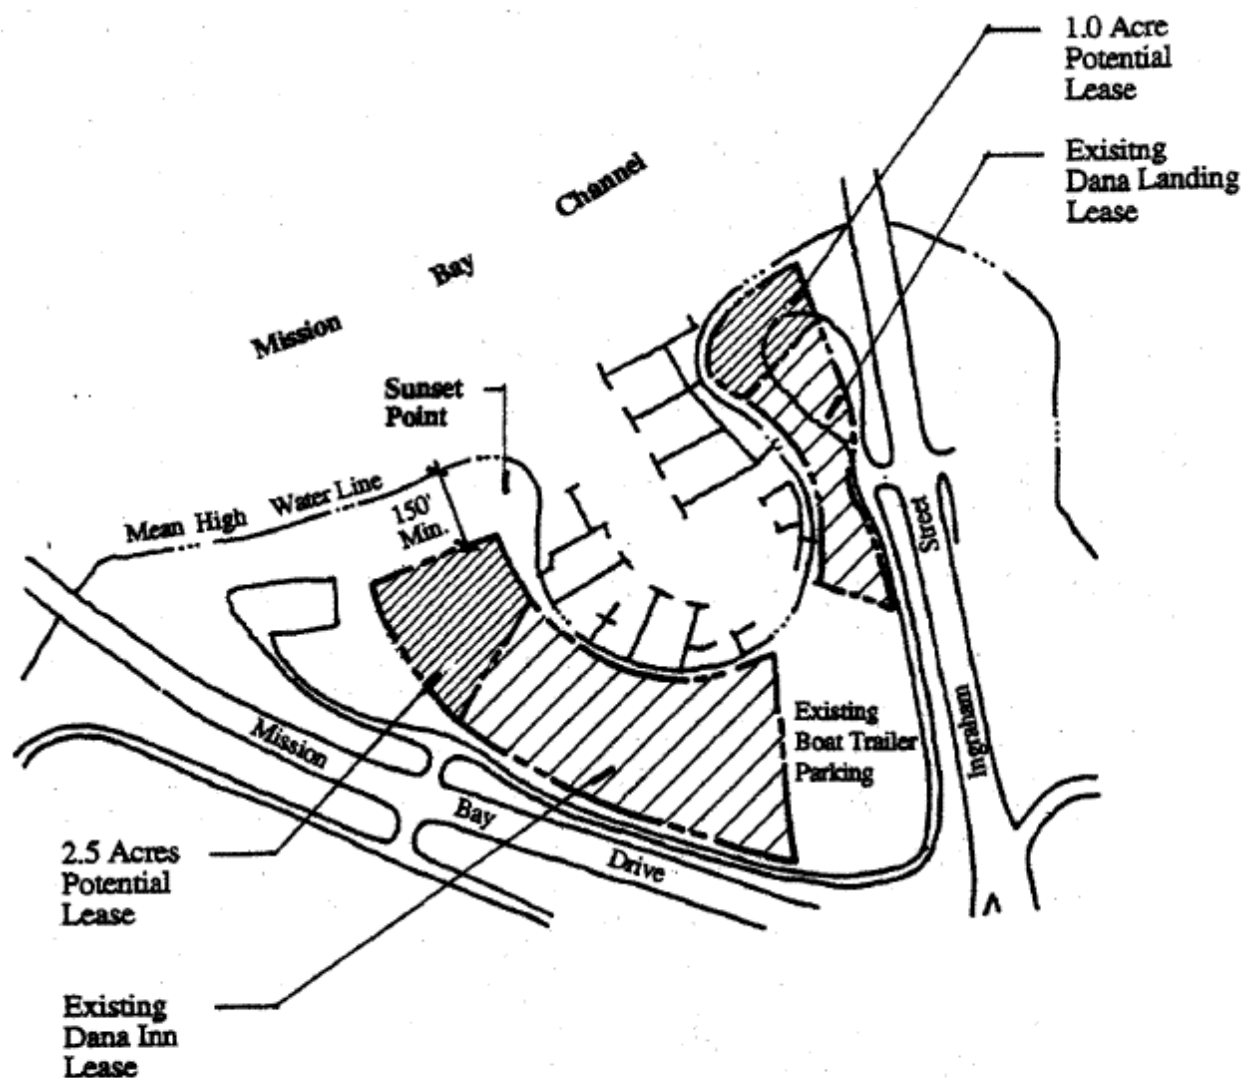 1.0 Acre
Potential
Lease
Exisitng
Dana Landing
Lease
Mission Bay Channel
Sunset
Point
Mean High Water Line
150'
Min.
Street
Ingraham
Existing
Boat Trailer
Parking
Mission
Bay
Drive
2.5 Acres
Potential
Lease
Existing
Dana Inn
Lease